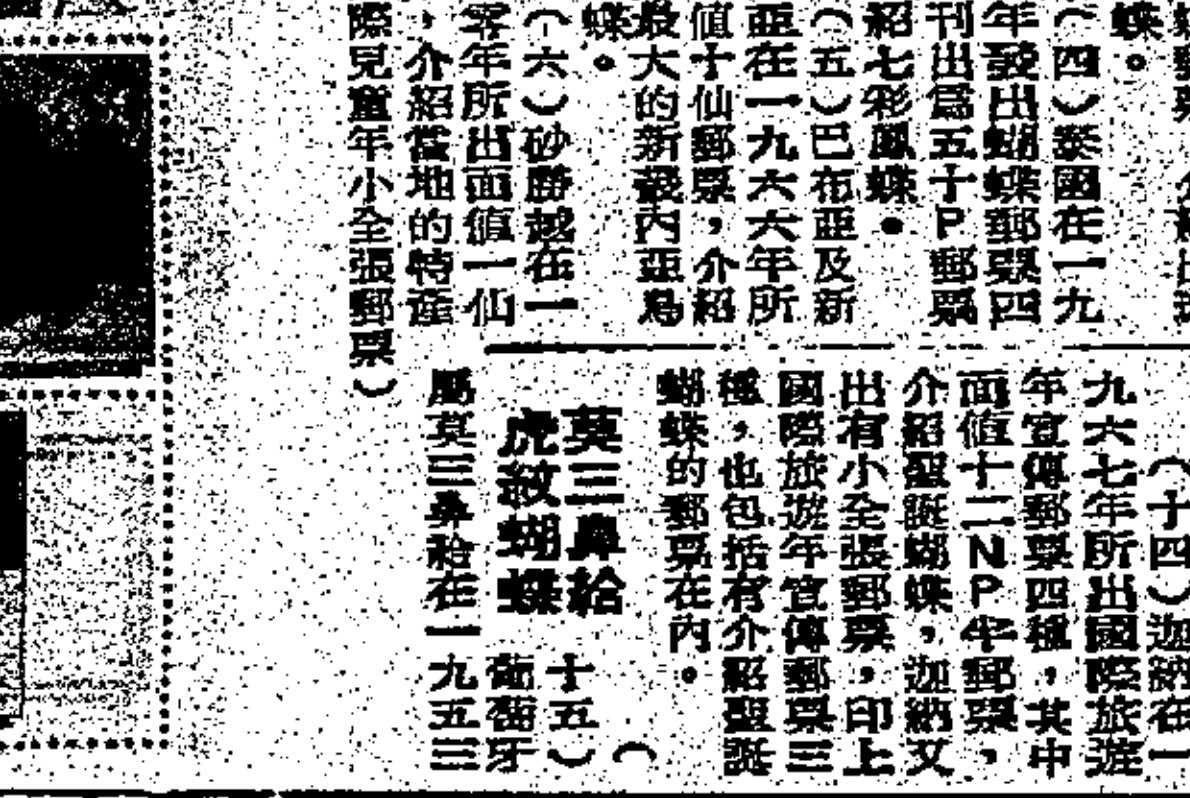 蝶。
（四）泰國在一九
年發出蝴蝶郵票四
刊出爲五十P郵票
紹七彩鳳蝶。
（五）巴布亞及新
亞在一九六六年所
值十仙郵票，介紹
最大的新畿內亞鳥
蝶。
（六）砂朥越在一
零年所出面值一仙
，介紹當地的特產
際兒童年小全張郵票）
（十四）迦納在一
九六七年所出國際旅遊
年宣傳郵票四種，其中
面值十二NP牛郵票，
介紹聖誕蝴蝶，迦納又
出有小全張郵票，印上
國際旅遊年宣傳郵票三
種，也包括有介紹聖誕
蝴蝶的郵票在內。
莫三鼻給
虎紋蝴蝶
（
十五）
葡萄牙
屬莫三鼻給在一九五三